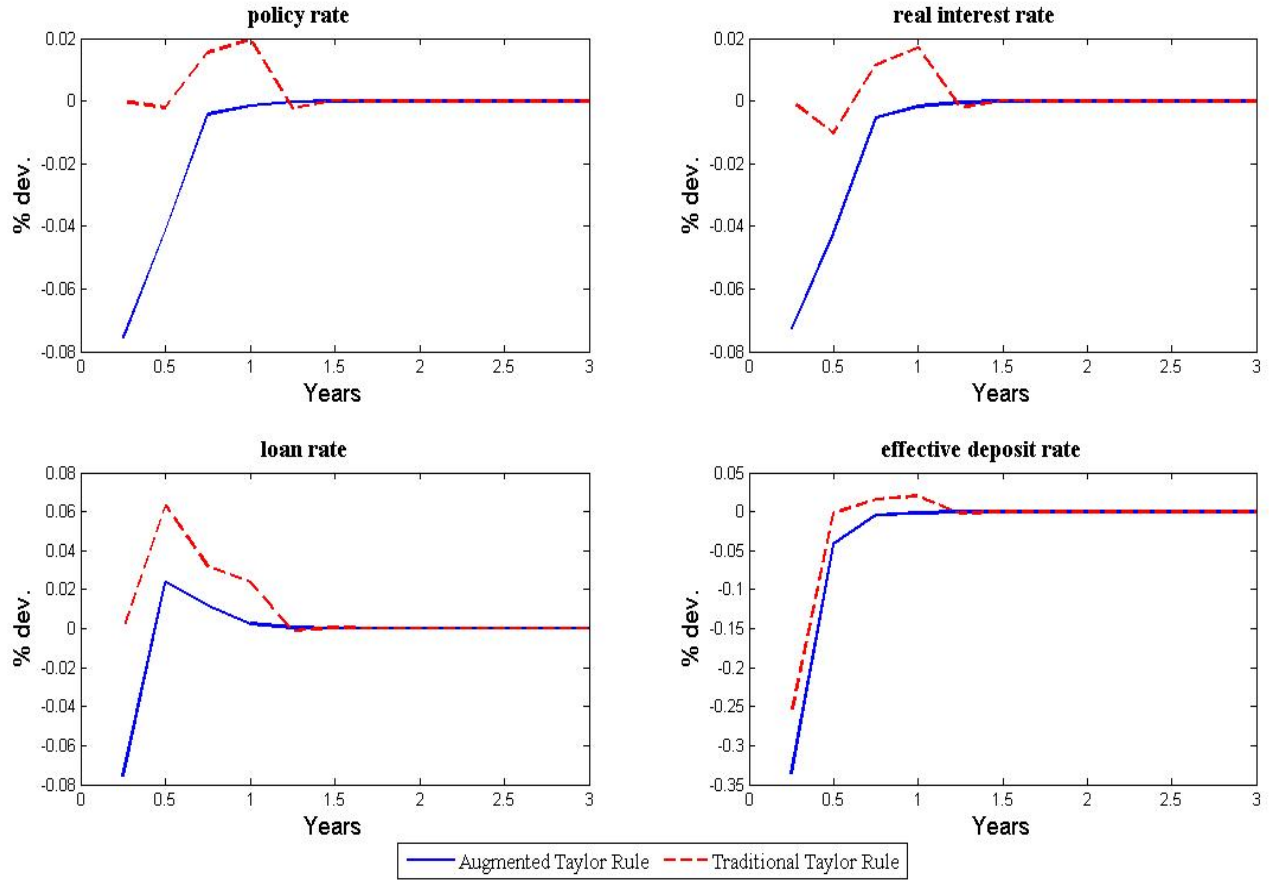 policy rate
% dev.
0.02
0
-0.02
-0.04
-0.06
-0.08
0 0.5 1 1.5 2 2.5 3
Years
real interest rate
% dev.
0.02
0
-0.02
-0.04
-0.06
-0.08
0 0.5 1 1.5 2 2.5 3
Years
loan rate
% dev.
0.08
0.06
0.04
0.02
0
-0.02
-0.04
-0.06
-0.08
0 0.5 1 1.5 2 2.5 3
Years
effective deposit rate
% dev.
0.05
0
-0.05
-0.1
-0.15
-0.2
-0.25
-0.3
-0.35
0 0.5 1 1.5 2 2.5 3
Years
Augmented Taylor Rule Traditional Taylor Rule